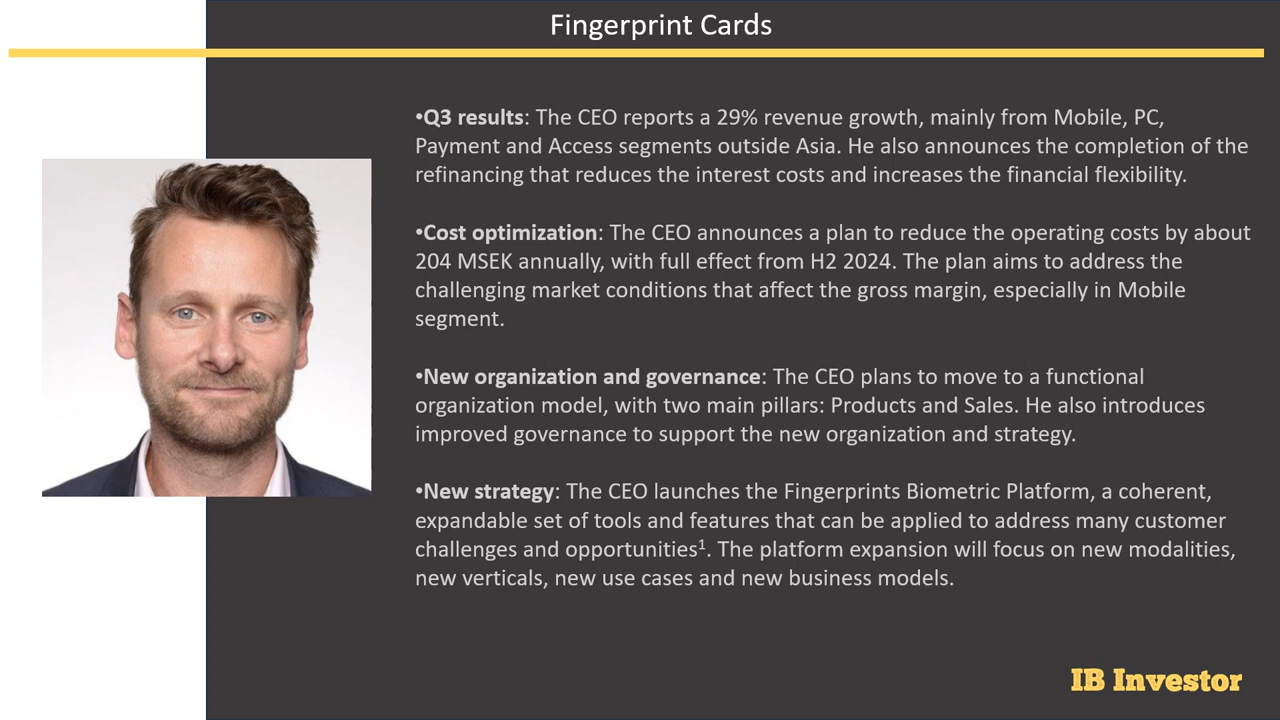 Fingerprint Cards
•Q3 results: The CEO reports a 29% revenue growth, mainly from Mobile, PC,
Payment and Access segments outside Asia. He also announces the completion of the
refinancing that reduces the interest costs and increases the financial flexibility.
•Cost optimization: The CEO announces a plan to reduce the operating costs by about
204 MSEK annually, with full effect from H2 2024. The plan aims to address the
challenging market conditions that affect the gross margin, especially in Mobile
segment.
•New organization and governance: The CEO plans to move to a functional
organization model, with two main pillars: Products and Sales. He also introduces
improved governance to support the new organization and strategy.
•New strategy: The CEO launches the Fingerprints Biometric Platform, a coherent,
expandable set of tools and features that can be applied to address many customer
challenges and opportunities¹. The platform expansion will focus on new modalities,
new verticals, new use cases and new business models.
IB Investor